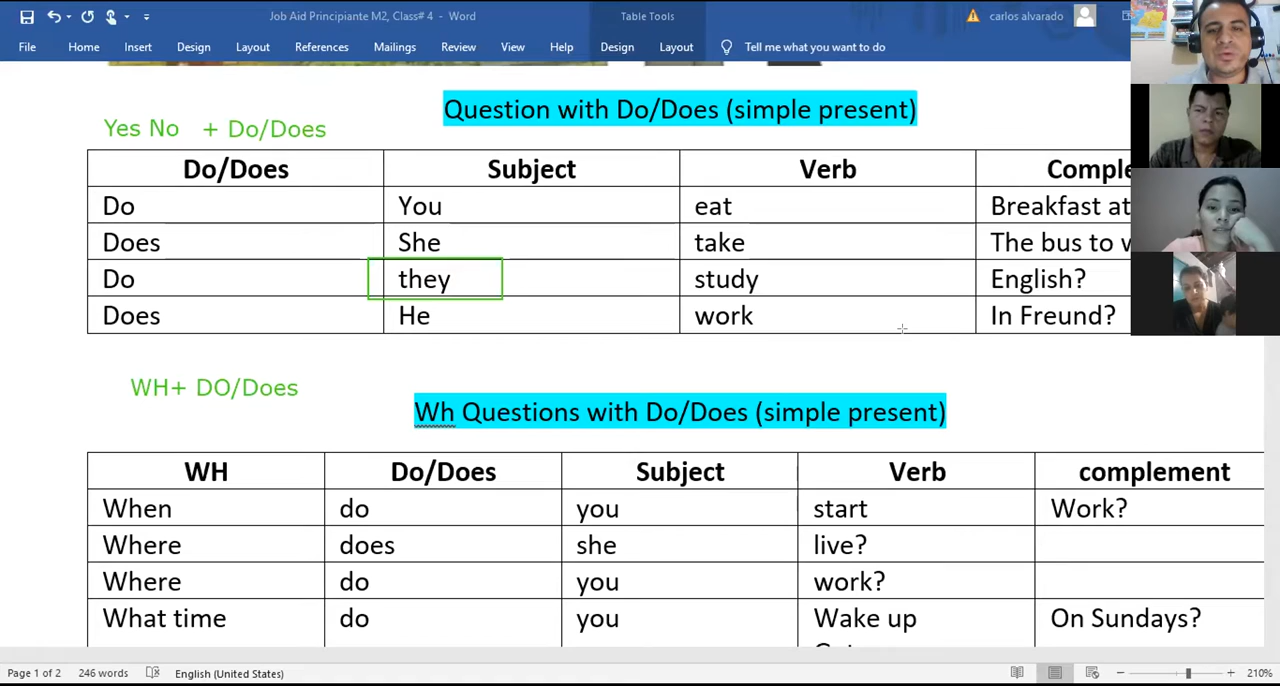 Job Aid Principiante M2, Class# 4 - Word
Table Tools
carlos alvarado
File Home Insert Design Layout References Mailings Review View Help Design Layout Tell me what you want to do
Question with Do/Does (simple present)
Yes No + Do/Does
Do/Does Subject Verb Comple
Do You eat Breakfast at
Does She take The bus to
Do they study English?
Does He work In Freund?
WH+ DO/Does
Wh Questions with Do/Does (simple present)
WH Do/Does Subject Verb complement
When do you start Work?
Where does she live?
Where do you work?
What time do you Wake up On Sundays?
Page 1 of 2 246 words English (United States) 210%